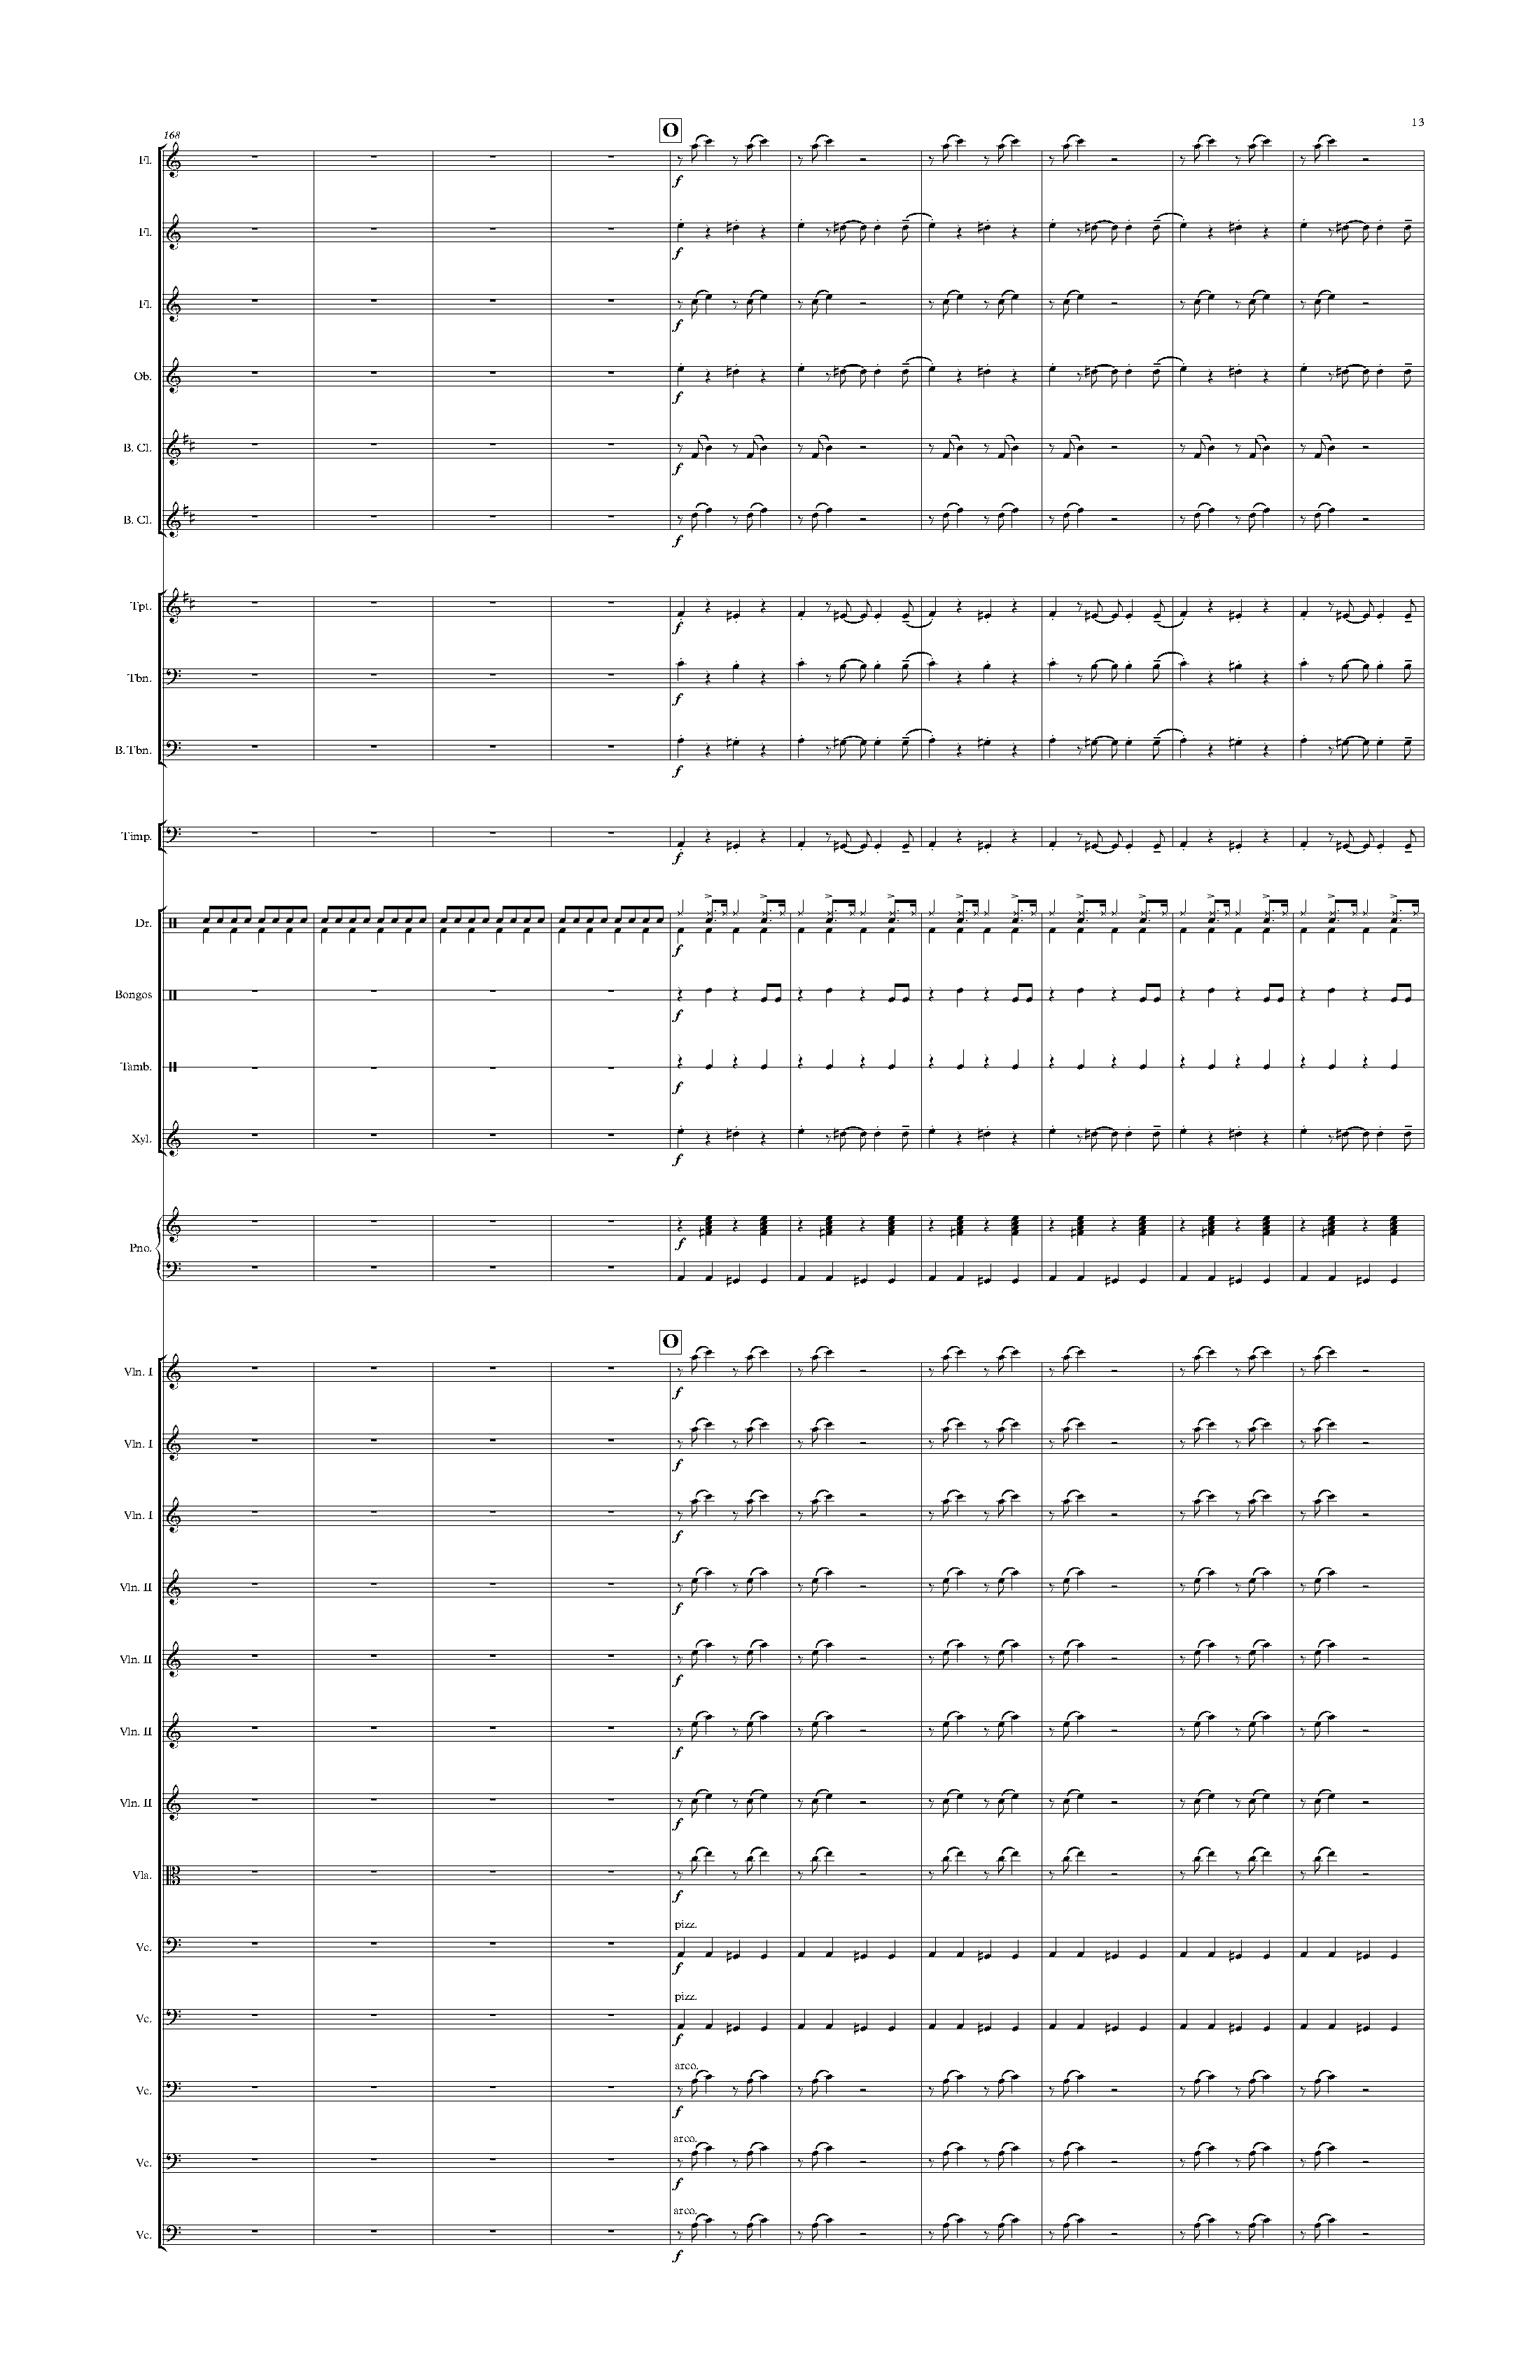 13
168
O
Fl.
f
Fl.
f
Fl.
f
Ob.
f
B. Cl.
f
B. Cl.
f
Tpt.
f
Tbn.
f
B. Tbn.
f
Timp.
f
Dr.
f
Bongos
f
Tamb.
f
Xyl.
f
Pno.
f
O
Vln. I
f
Vln. I
f
Vln. I
f
Vln. II
f
Vln. II
f
Vln. II
f
Vln. II
f
Vla.
f
pizz.
Vc.
f
pizz.
Vc.
f
arco.
Vc.
f
arco.
Vc.
f
arco.
Vc.
f